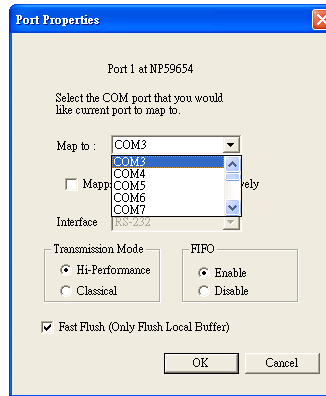 Port Properties
Port 1 at NP59654
Select the COM port that you would
like current port to map to.
Map to : COM3
COM3
COM4
COM5
COM6
COM7
Interface RS-232
Transmission Mode
Hi-Performance
Classical
FIFO
Enable
Disable
Fast Flush (Only Flush Local Buffer)
OK Cancel